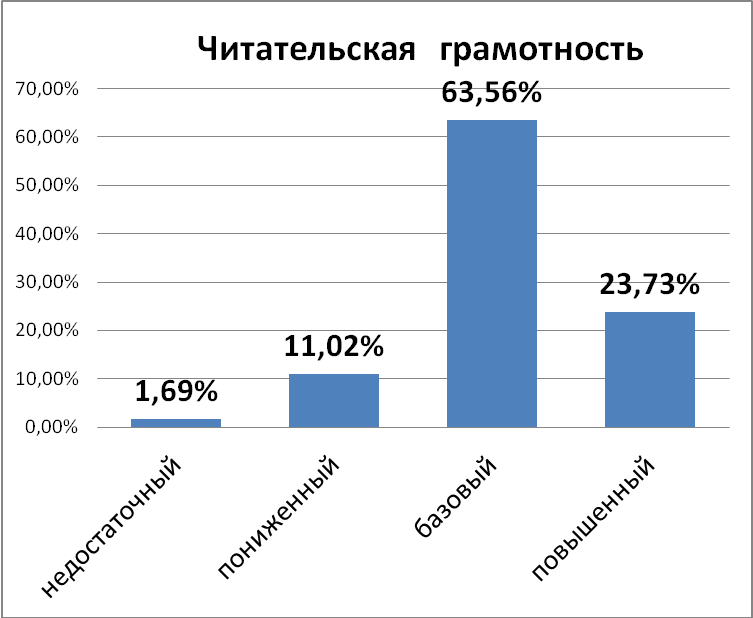 Читательская грамотность
70,00%
60,00%
50,00%
40,00%
30,00%
20,00%
10,00%
0,00%
1,69%
11,02%
63,56%
23,73%
недостаточный
пониженный
базовый
повышенный